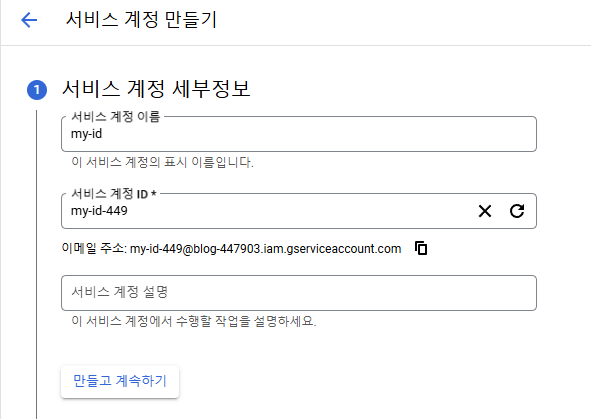 서비스 계정 만들기
1 서비스 계정 세부정보
서비스 계정 이름
my-id
이 서비스 계정의 표시 이름입니다.
서비스 계정 ID *
my-id-449
이메일 주소: my-id-449@blog-447903.iam.gserviceaccount.com
서비스 계정 설명
이 서비스 계정에서 수행할 작업을 설명하세요.
만들고 계속하기